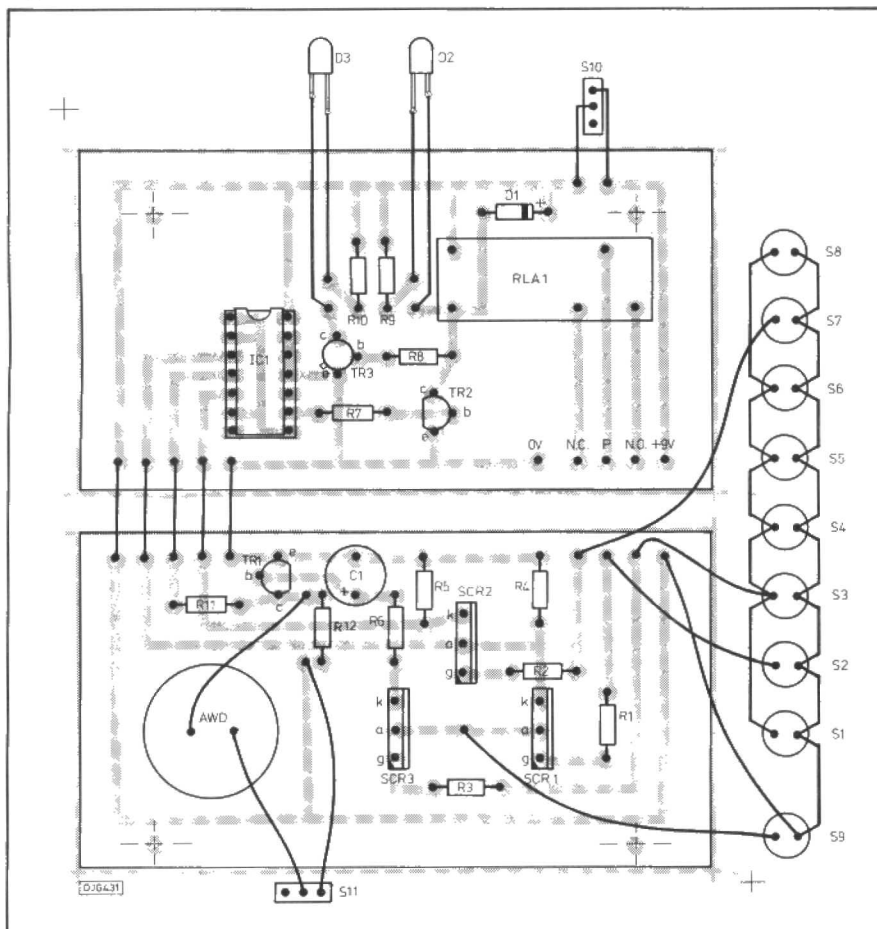 D3
D2
S10
D1 +
RLA1
R10
R9
IC1
c
b
e
TR3
R8
R7
c
TR2
b
e
0V
N.C.
P
N.O.
+9V
S8
S7
S6
S5
S4
S3
S2
S1
S9
TR1
e
b
c
C1
+
R11
R12
R6
R5
SCR2
k
a
g
R4
R2
AWD
k
a
g
SCR3
k
a
g
SCR1
R1
R3
S11
DJG431